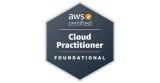 aws
certified
Cloud
Practitioner
FOUNDATIONAL